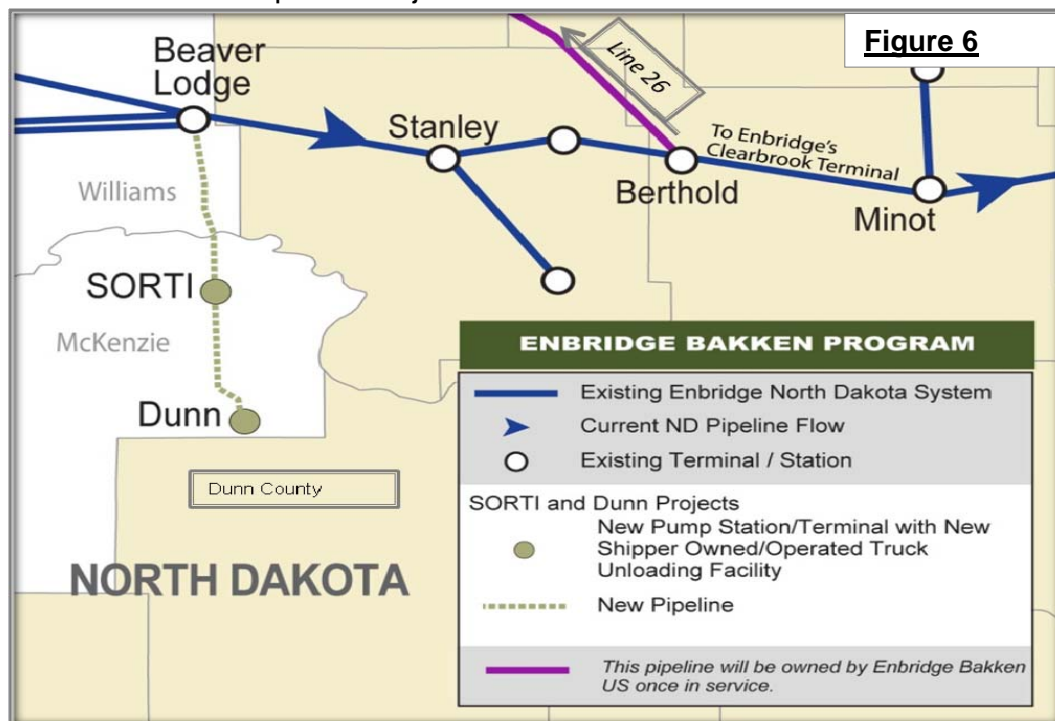 Figure 6
Beaver
Lodge
Line 26
Stanley
To Enbridge's
Clearbrook Terminal
Berthold
Minot
Williams
SORTI
McKenzie
Dunn
Dunn County
NORTH DAKOTA
ENBRIDGE BAKKEN PROGRAM
Existing Enbridge North Dakota System
Current ND Pipeline Flow
Existing Terminal / Station
SORTI and Dunn Projects
New Pump Station/Terminal with New
Shipper Owned/Operated Truck
Unloading Facility
New Pipeline
This pipeline will be owned by Enbridge Bakken
US once in service.